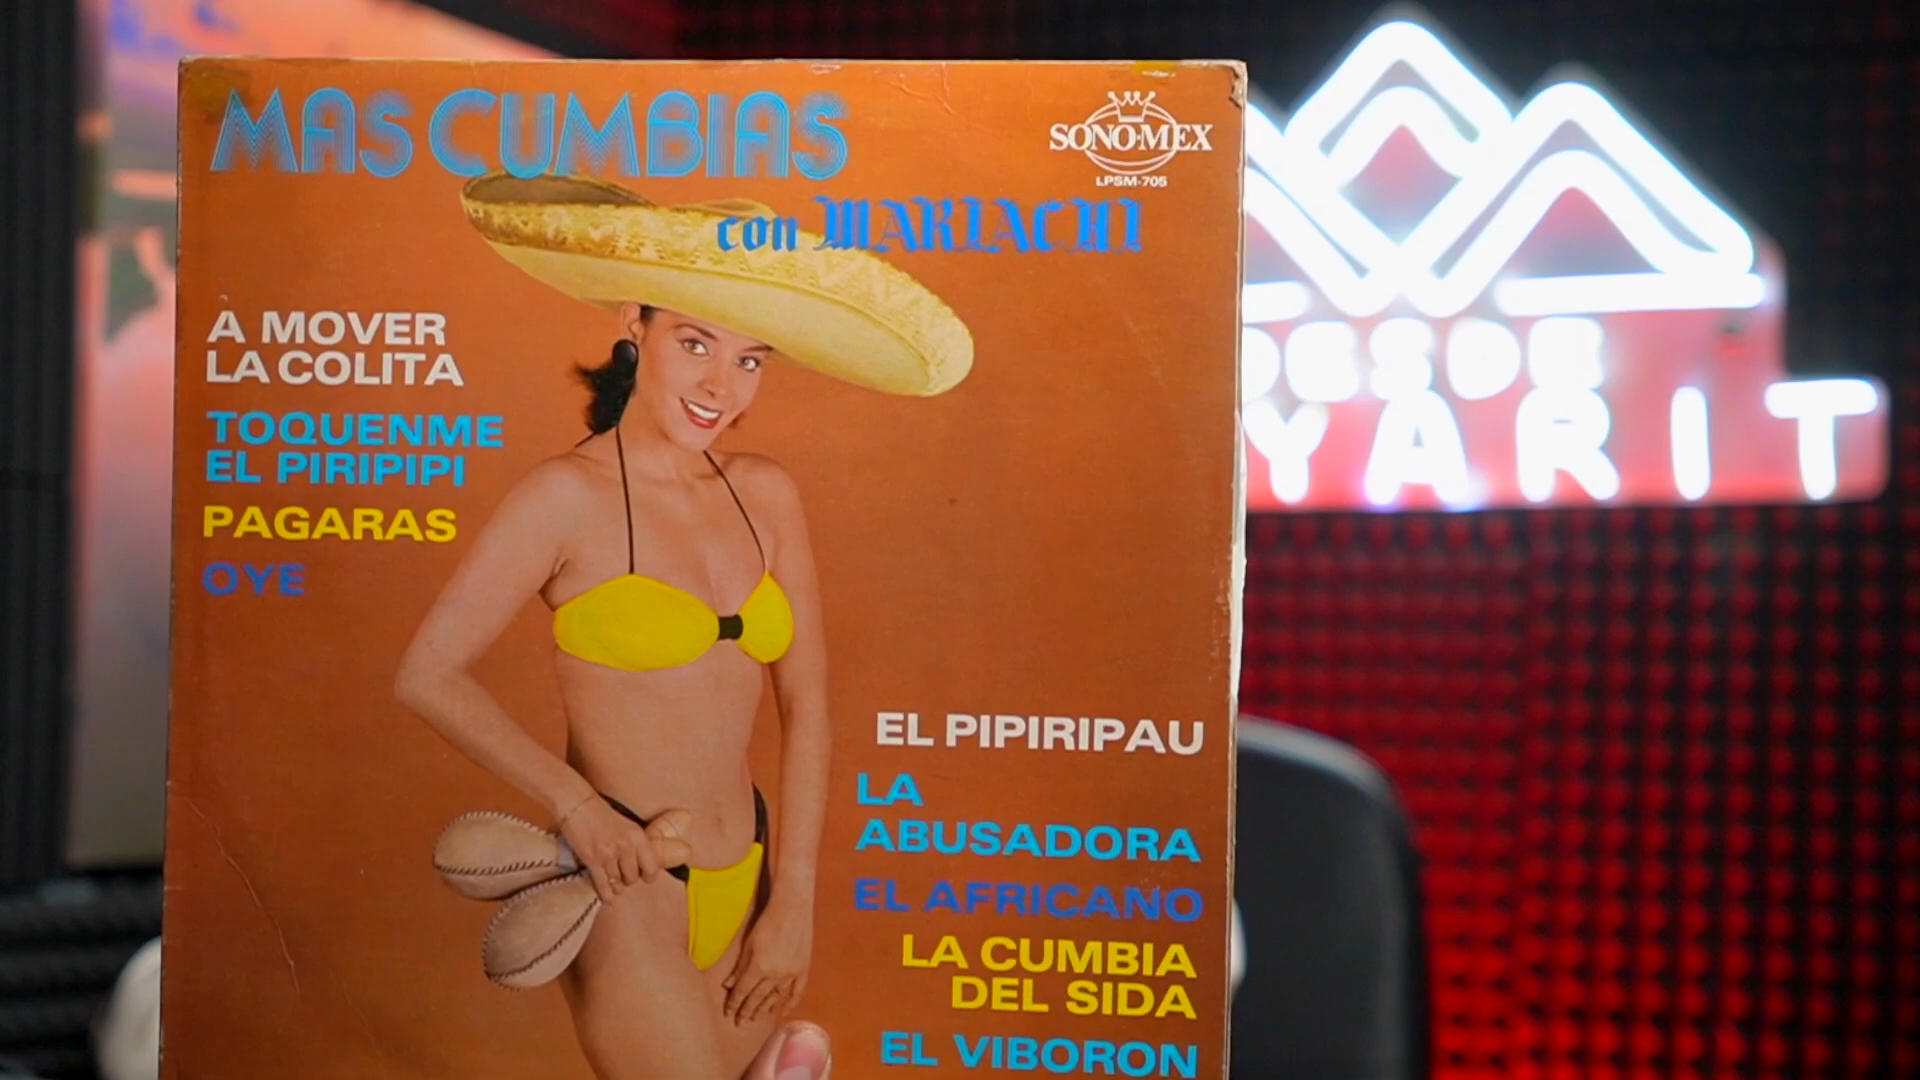 MAS CUMBIAS
con MARIACHI
SONO-MEX
LPSM-705
A MOVER
LA COLITA
TOQUENME
EL PIRIPIPI
PAGARAS
OYE
EL PIPIRIPAU
LA
ABUSADORA
EL AFRICANO
LA CUMBIA
DEL SIDA
EL VIBORON
DESDE
YARIT